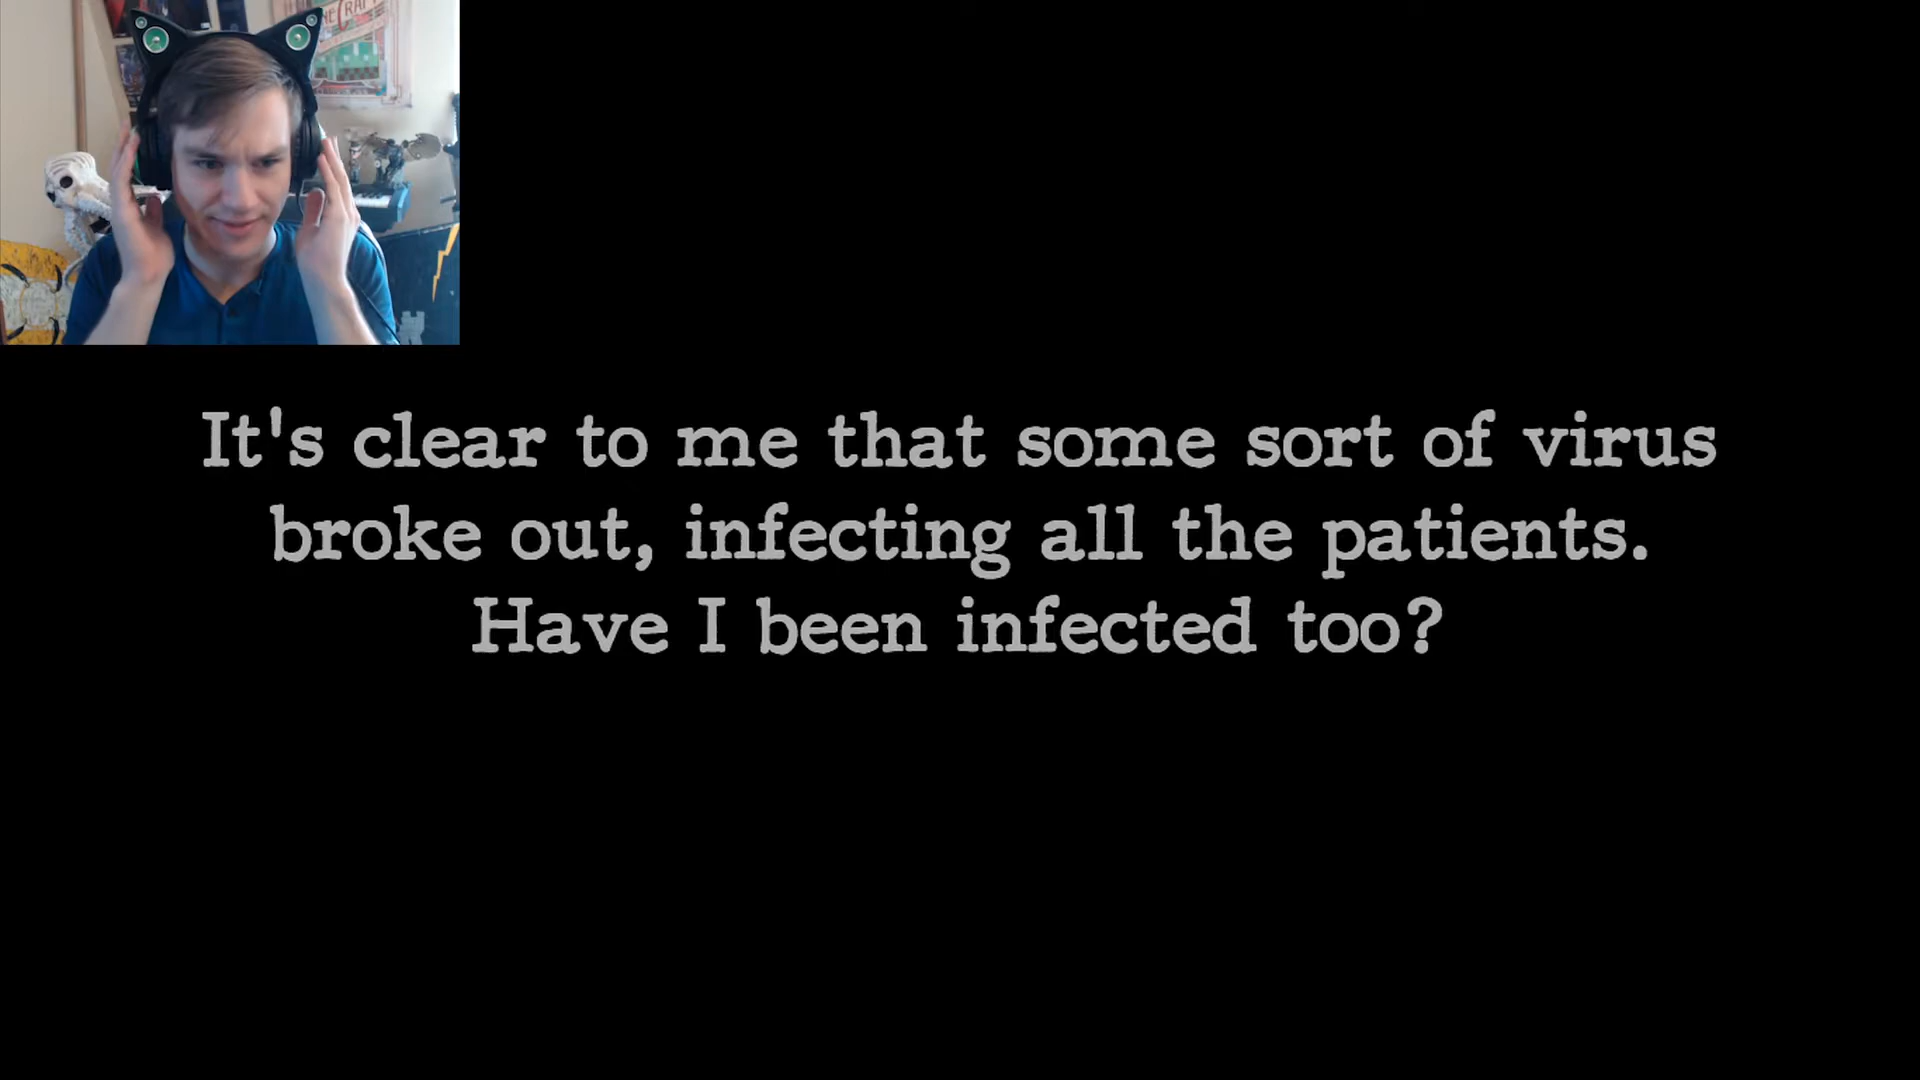 NECRAF
It's clear to me that some sort of virus
broke out, infecting all the patients.
Have I been infected too?